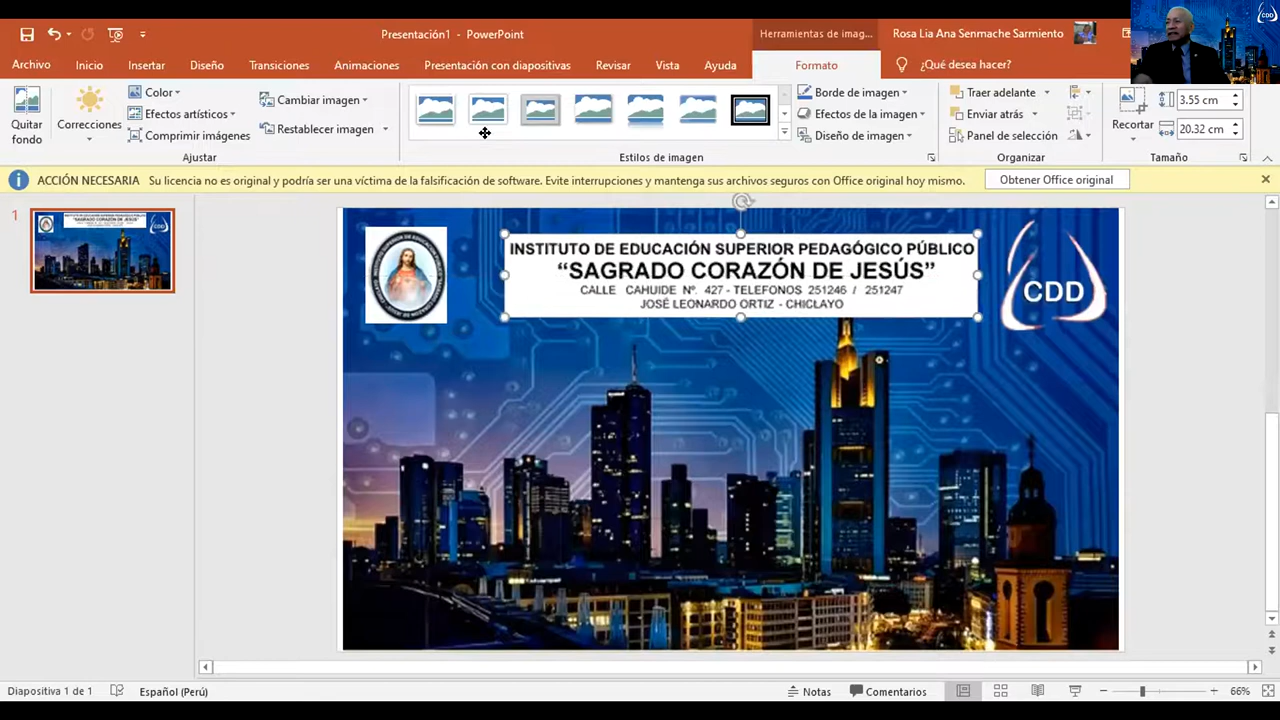 Presentación1 - PowerPoint
Herramientas de imag...
Rosa Lia Ana Senmache Sarmiento
CDD
Archivo
Inicio
Insertar
Diseño
Transiciones
Animaciones
Presentación con diapositivas
Revisar
Vista
Ayuda
Formato
¿Qué desea hacer?
Quitar fondo
Correcciones
Color
Efectos artísticos
Comprimir imágenes
Cambiar imagen
Restablecer imagen
Borde de imagen
Efectos de la imagen
Diseño de imagen
Traer adelante
Enviar atrás
Panel de selección
Recortar
3.55 cm
20.32 cm
Ajustar
Estilos de imagen
Organizar
Tamaño
ACCIÓN NECESARIA Su licencia no es original y podría ser una víctima de la falsificación de software. Evite interrupciones y mantenga sus archivos seguros con Office original hoy mismo.
Obtener Office original
1
INSTITUTO DE EDUCACIÓN SUPERIOR PEDAGÓGICO PÚBLICO
“SAGRADO CORAZÓN DE JESÚS”
CALLE CAHUIDE Nº. 427 - TELEFONOS 251246 / 251247
JOSÉ LEONARDO ORTIZ - CHICLAYO
CDD
Diapositiva 1 de 1
Español (Perú)
Notas
Comentarios
66%